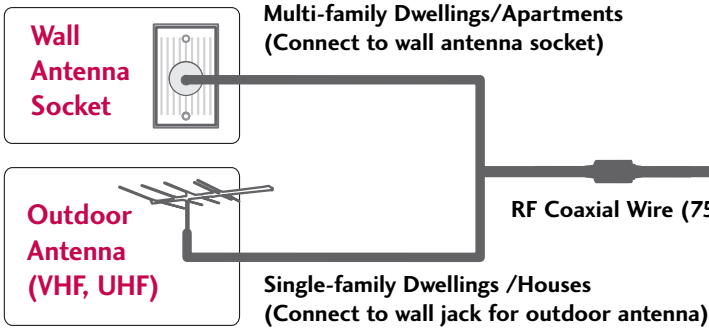 Multi-family Dwellings/Apartments
(Connect to wall antenna socket)
Wall
Antenna
Socket
RF Coaxial Wire (75
Outdoor
Antenna
(VHF, UHF)
Single-family Dwellings /Houses
(Connect to wall jack for outdoor antenna)